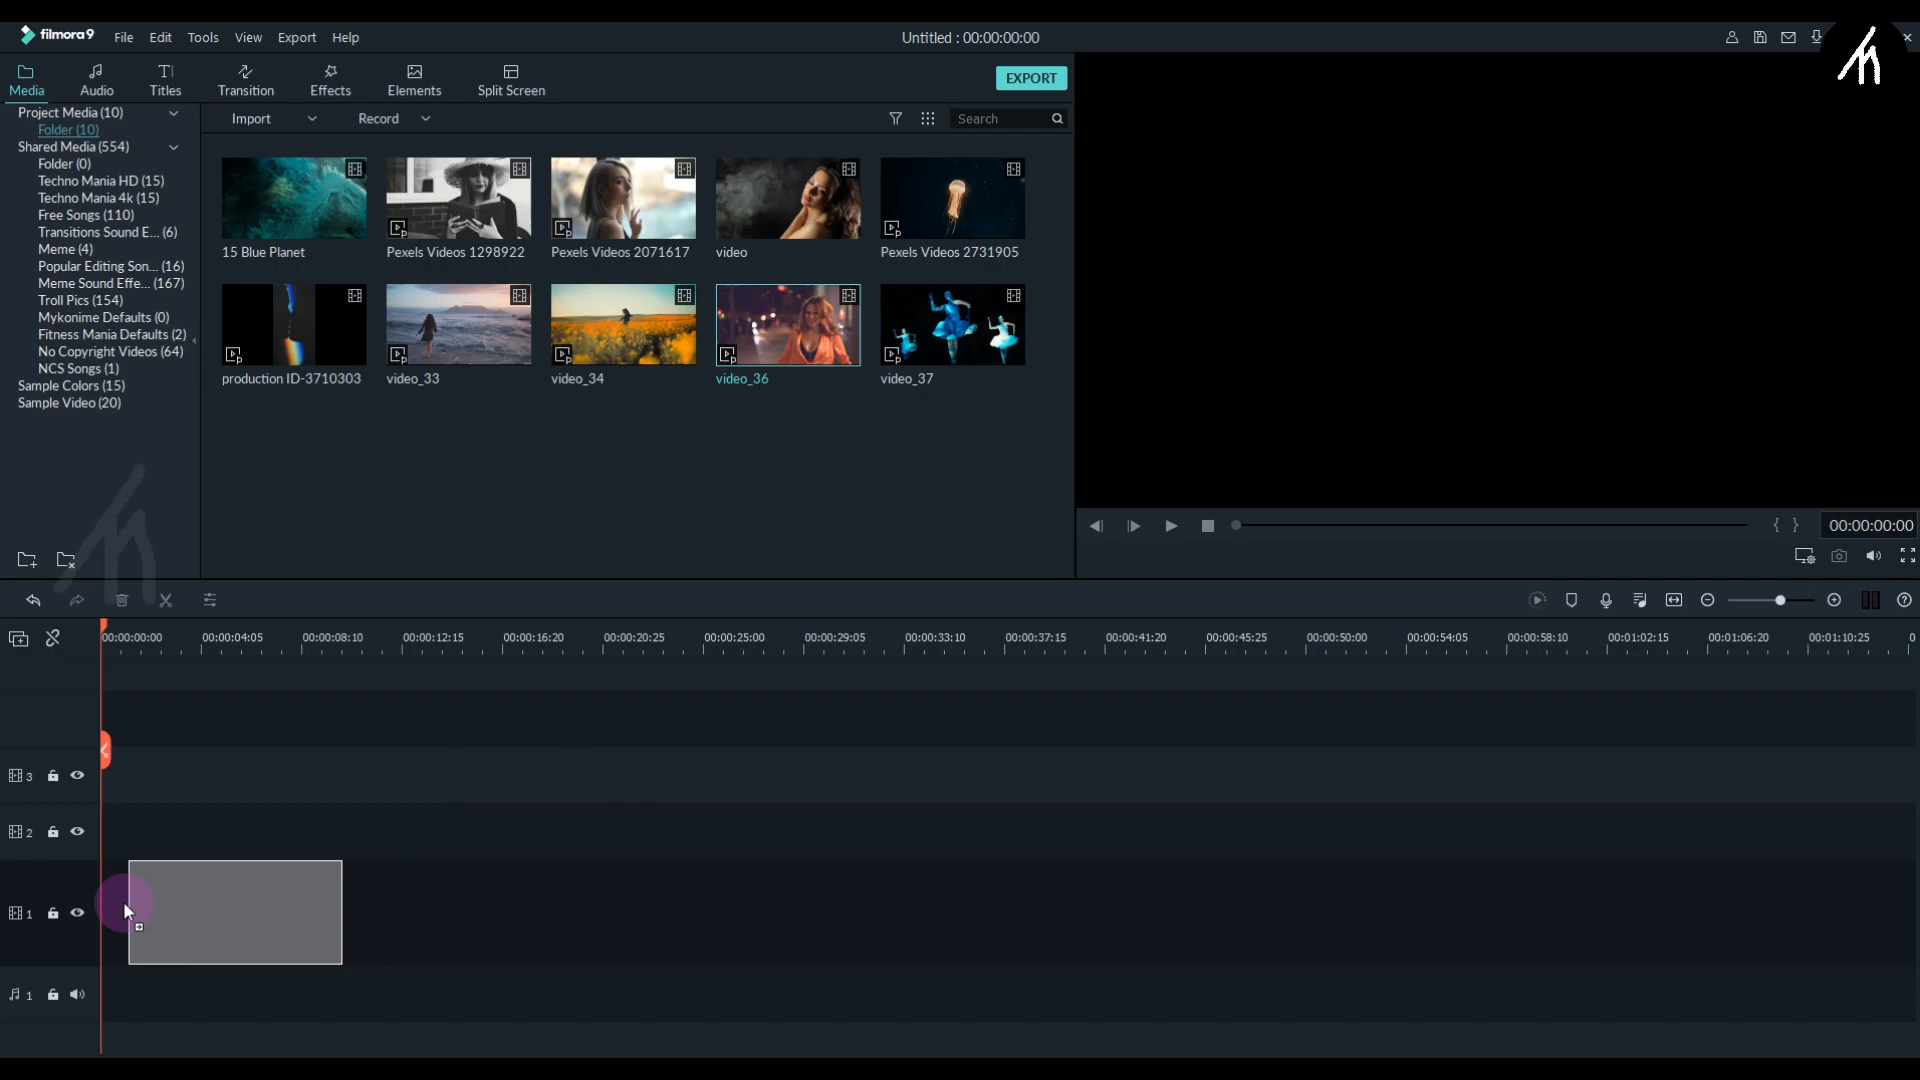 filmora9 File Edit Tools View Export Help
Untitled : 00:00:00:00
Media Audio Titles Transition Effects Elements Split Screen
EXPORT
Import Record Search
Project Media (10)
Folder (10)
Shared Media (554)
Folder (0)
Techno Mania HD (15)
Techno Mania 4k (15)
Free Songs (110)
Transitions Sound E... (6)
Meme (4)
Popular Editing Son... (16)
Meme Sound Effe... (167)
Troll Pics (154)
Mykonime Defaults (0)
Fitness Mania Defaults (2)
No Copyright Videos (64)
NCS Songs (1)
Sample Colors (15)
Sample Video (20)
15 Blue Planet
Pexels Videos 1298922
Pexels Videos 2071617
video
Pexels Videos 2731905
production ID-3710303
video_33
video_34
video_36
video_37
{ } 00:00:00:00
00:00:00:00 00:00:04:05 00:00:08:10 00:00:12:15 00:00:16:20 00:00:20:25 00:00:25:00 00:00:29:05 00:00:33:10 00:00:37:15 00:00:41:20 00:00:45:25 00:00:50:00 00:00:54:05 00:00:58:10 00:01:02:15 00:01:06:20 00:01:10:25 0
3
2
1
1